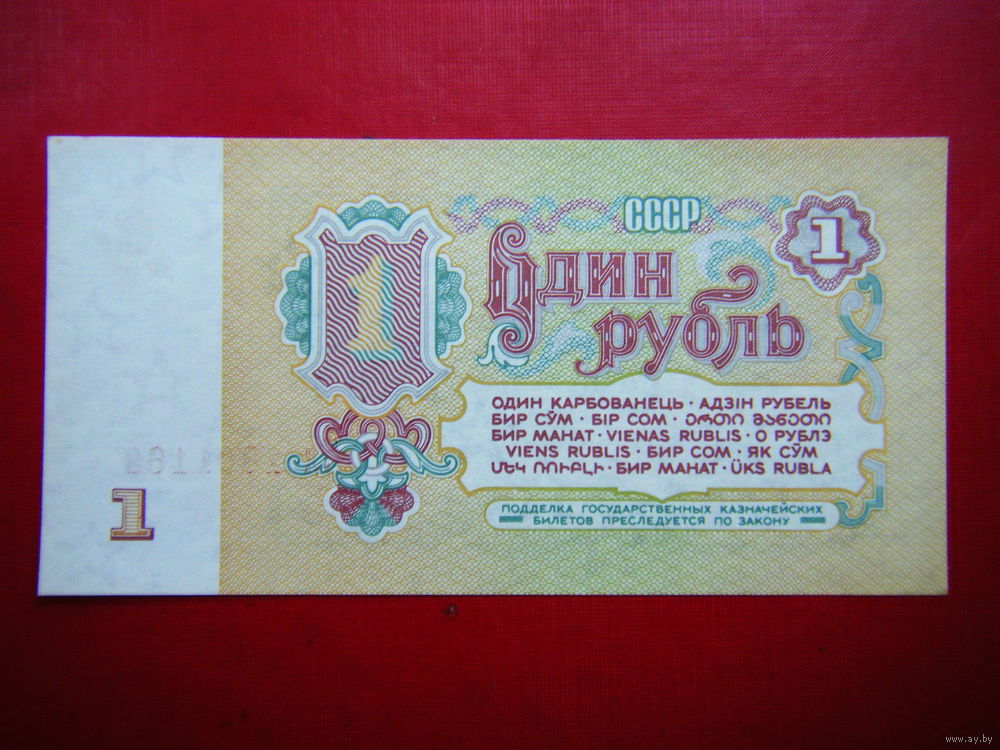 СССР
1
1
Один
рубль
ОДИН КАРБОВАНЕЦЬ · АДЗІН РУБЕЛЬ
БИР СЎМ · БІР СОМ · ᲔᲠᲗᲘ ᲛᲐᲜᲔᲗᲘ
БИР МАНАТ · VIENAS RUBLIS · О РУБЛЭ
VIENS RUBLIS · БИР СОМ · ЯК СӮМ
ՄԵԿ ՌՈՒԲԼԻ · БИР МАНАТ · ÜKS RUBLA
1
ПОДДЕЛКА ГОСУДАРСТВЕННЫХ КАЗНАЧЕЙСКИХ
БИЛЕТОВ ПРЕСЛЕДУЕТСЯ ПО ЗАКОНУ
www.ay.by